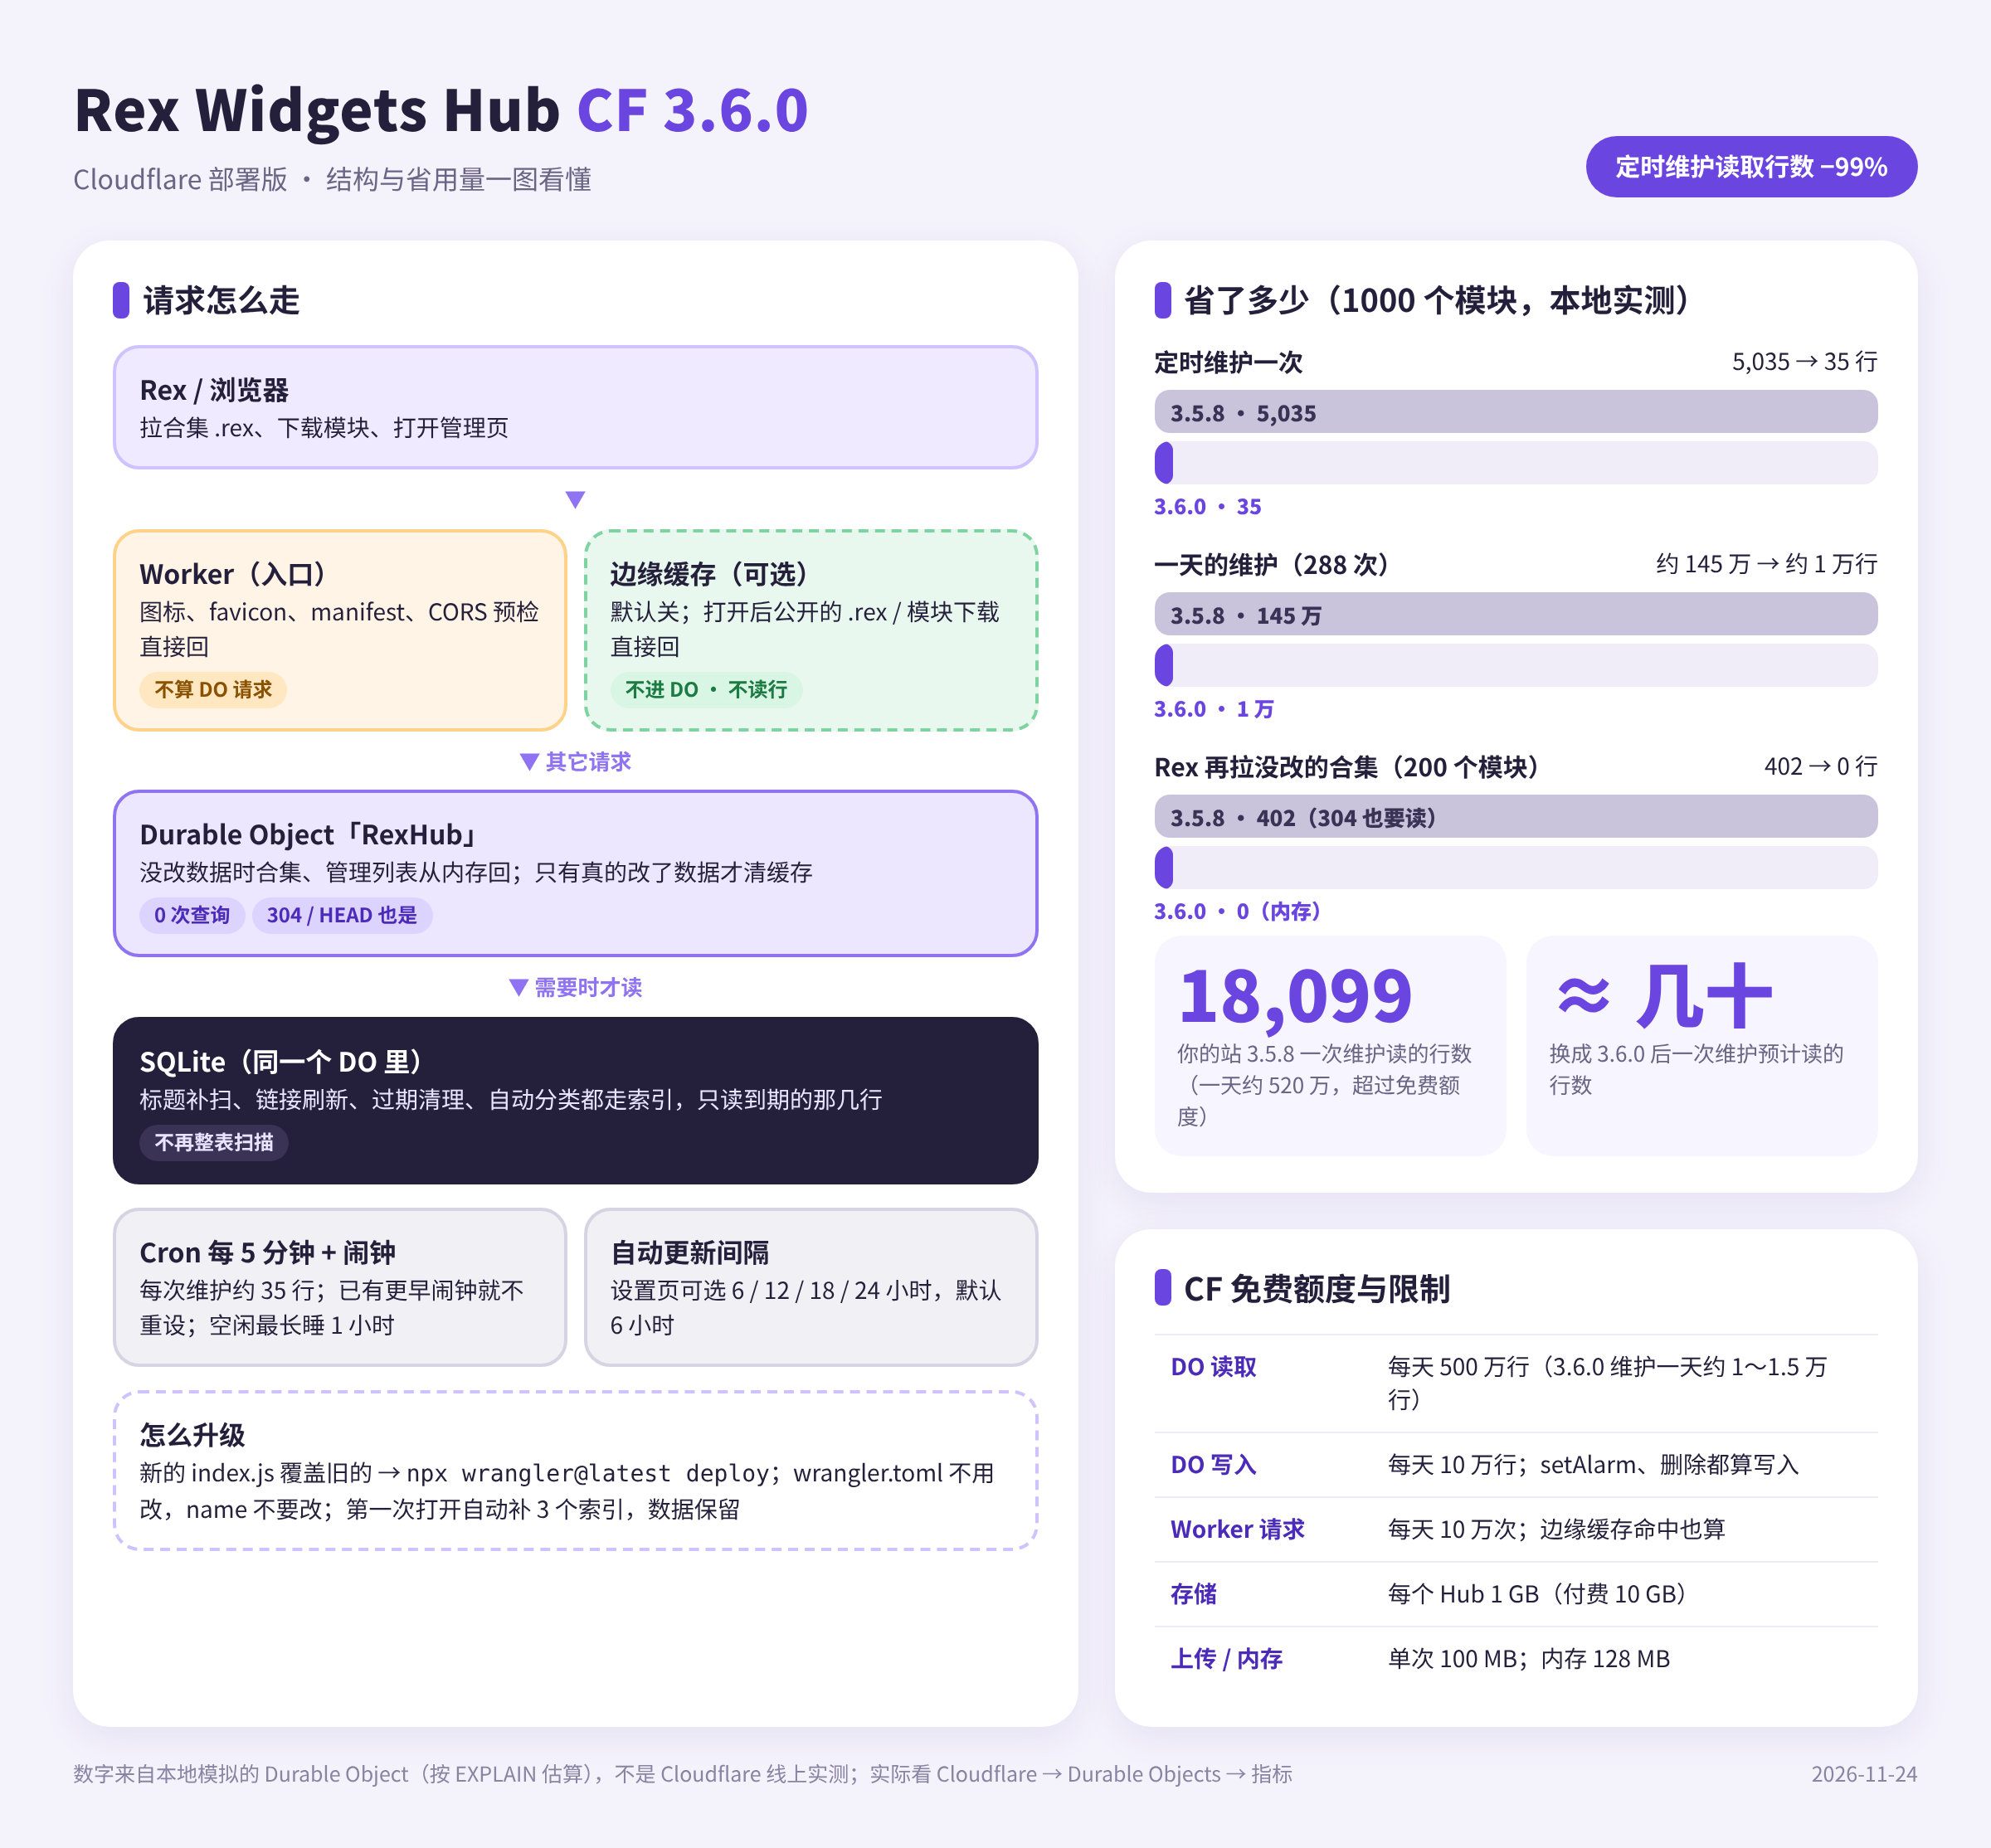 Rex Widgets Hub CF 3.6.0
Cloudflare 部署版 · 结构与省用量一图看懂
定时维护读取行数 −99%
请求怎么走
Rex / 浏览器
拉合集 .rex、下载模块、打开管理页
▼
Worker（入口）
图标、favicon、manifest、CORS 预检
直接回
不算 DO 请求
边缘缓存（可选）
默认关；打开后公开的 .rex / 模块下载
直接回
不进 DO · 不读行
▼ 其它请求
Durable Object「RexHub」
没改数据时合集、管理列表从内存回；只有真的改了数据才清缓存
0 次查询
304 / HEAD 也是
▼ 需要时才读
SQLite（同一个 DO 里）
标题补扫、链接刷新、过期清理、自动分类都走索引，只读到期的那几行
不再整表扫描
Cron 每 5 分钟 + 闹钟
每次维护约 35 行；已有更早闹钟就不
重设；空闲最长睡 1 小时
自动更新间隔
设置页可选 6 / 12 / 18 / 24 小时，默认
6 小时
怎么升级
新的 index.js 覆盖旧的 → npx wrangler@latest deploy；wrangler.toml 不用
改，name 不要改；第一次打开自动补 3 个索引，数据保留
省了多少（1000 个模块，本地实测）
定时维护一次
5,035 → 35 行
3.5.8 · 5,035
3.6.0 · 35
一天的维护（288 次）
约 145 万 → 约 1 万行
3.5.8 · 145 万
3.6.0 · 1 万
Rex 再拉没改的合集（200 个模块）
402 → 0 行
3.5.8 · 402（304 也要读）
3.6.0 · 0（内存）
18,099
你的站 3.5.8 一次维护读的行数
（一天约 520 万，超过免费额
度）
≈ 几十
换成 3.6.0 后一次维护预计读的
行数
CF 免费额度与限制
DO 读取
每天 500 万行（3.6.0 维护一天约 1～1.5 万
行）
DO 写入
每天 10 万行；setAlarm、删除都算写入
Worker 请求
每天 10 万次；边缘缓存命中也算
存储
每个 Hub 1 GB（付费 10 GB）
上传 / 内存
单次 100 MB；内存 128 MB
数字来自本地模拟的 Durable Object（按 EXPLAIN 估算），不是 Cloudflare 线上实测；实际看 Cloudflare → Durable Objects → 指标
2026-11-24